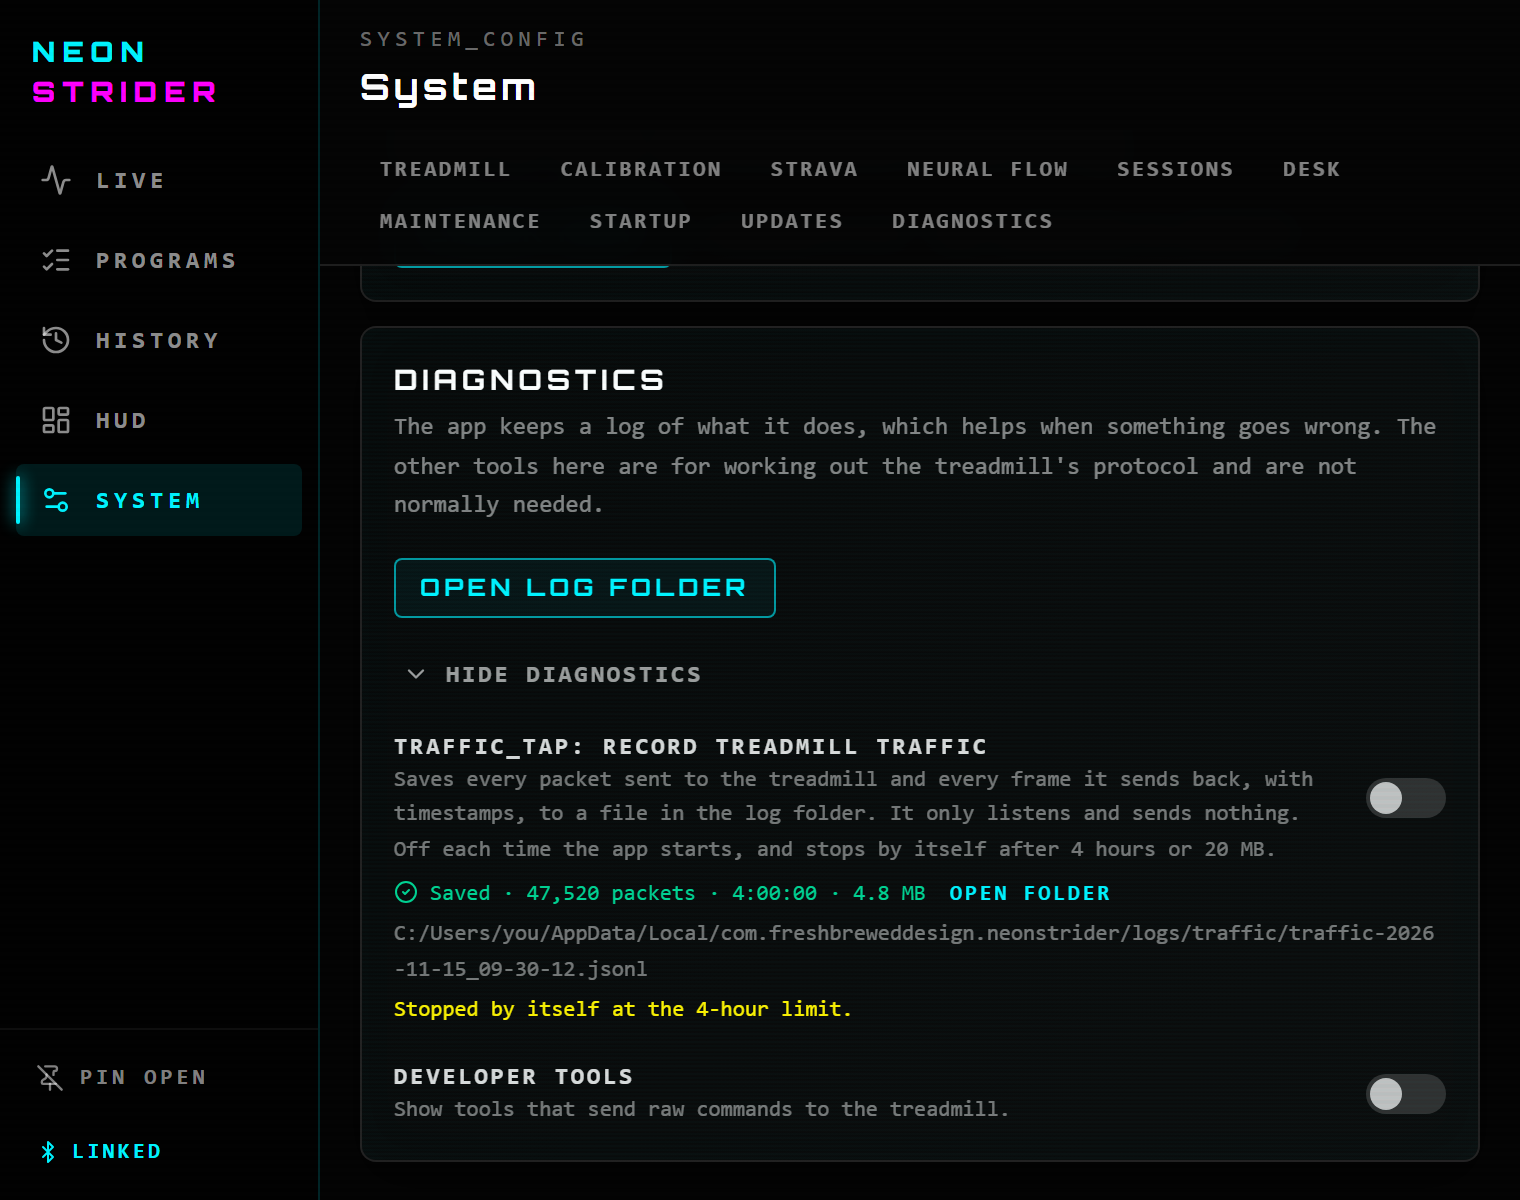 NEON
STRIDER
LIVE
PROGRAMS
HISTORY
HUD
SYSTEM
PIN OPEN
LINKED
SYSTEM_CONFIG
System
TREADMILL CALIBRATION STRAVA NEURAL FLOW SESSIONS DESK
MAINTENANCE STARTUP UPDATES DIAGNOSTICS
DIAGNOSTICS
The app keeps a log of what it does, which helps when something goes wrong. The
other tools here are for working out the treadmill's protocol and are not
normally needed.
OPEN LOG FOLDER
HIDE DIAGNOSTICS
TRAFFIC_TAP: RECORD TREADMILL TRAFFIC
Saves every packet sent to the treadmill and every frame it sends back, with
timestamps, to a file in the log folder. It only listens and sends nothing.
Off each time the app starts, and stops by itself after 4 hours or 20 MB.
Saved · 47,520 packets · 4:00:00 · 4.8 MB OPEN FOLDER
C:/Users/you/AppData/Local/com.freshbreweddesign.neonstrider/logs/traffic/traffic-2026
-11-15_09-30-12.jsonl
Stopped by itself at the 4-hour limit.
DEVELOPER TOOLS
Show tools that send raw commands to the treadmill.